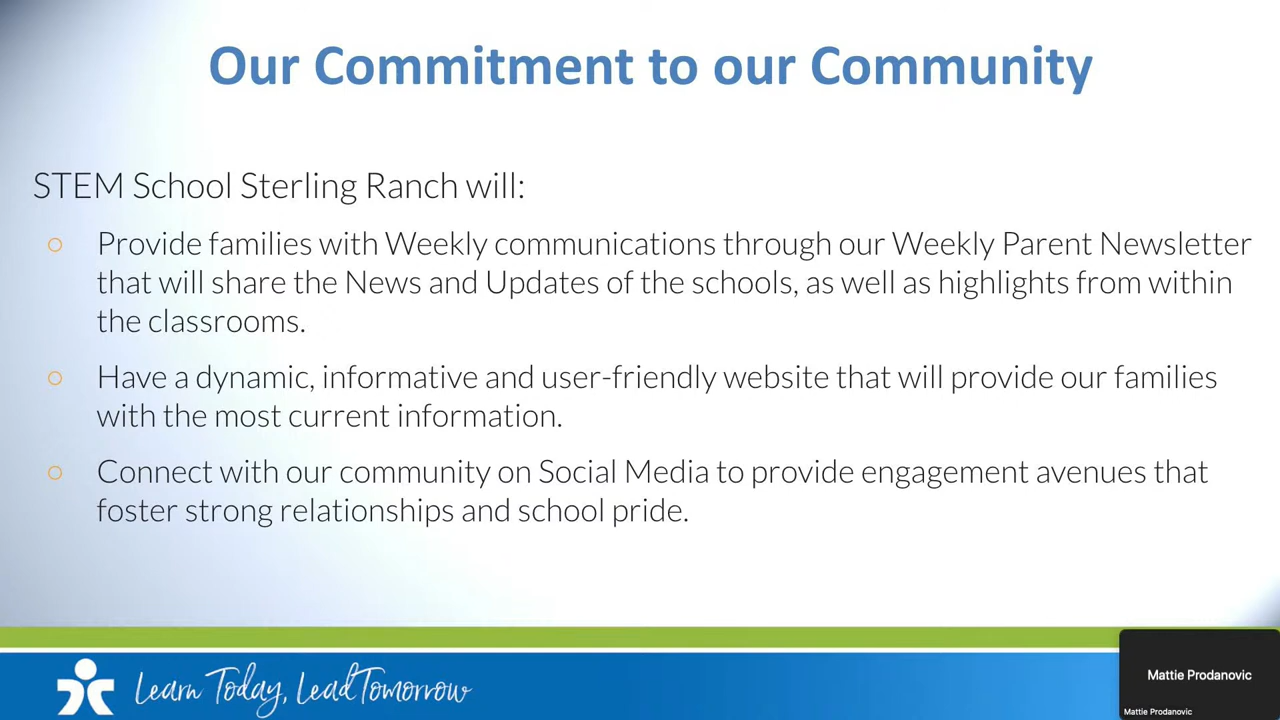 Our Commitment to our Community
STEM School Sterling Ranch will:
Provide families with Weekly communications through our Weekly Parent Newsletter
that will share the News and Updates of the schools, as well as highlights from within
the classrooms.
Have a dynamic, informative and user-friendly website that will provide our families
with the most current information.
Connect with our community on Social Media to provide engagement avenues that
foster strong relationships and school pride.
Learn Today, Lead Tomorrow
Mattie Prodanovic
Mattie Prodanovic